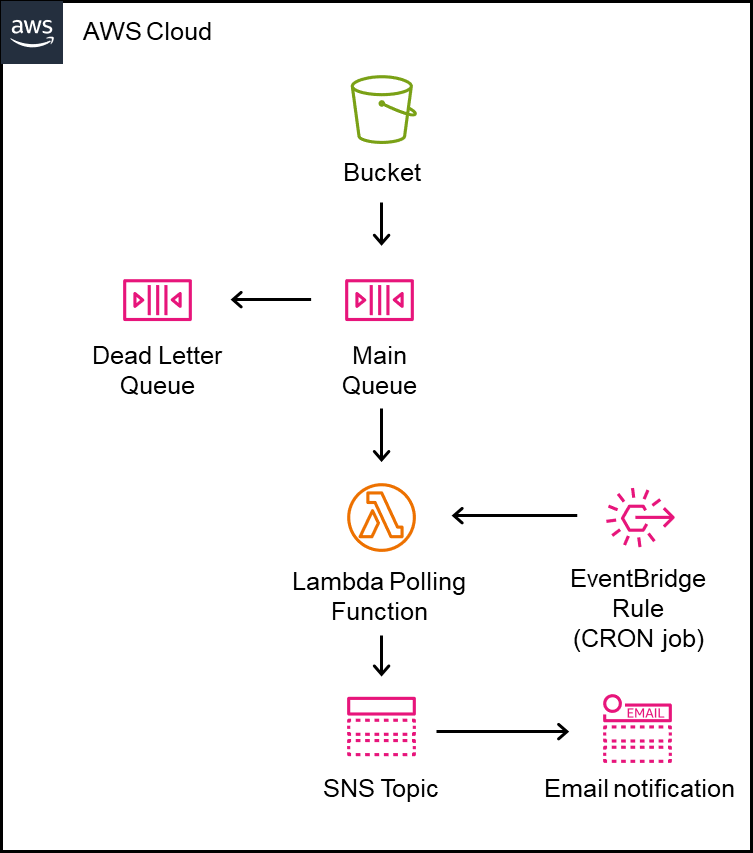 aws
AWS Cloud
Bucket
Dead Letter
Queue
Main
Queue
Lambda Polling
Function
EventBridge
Rule
(CRON job)
SNS Topic
EMAIL
Email notification